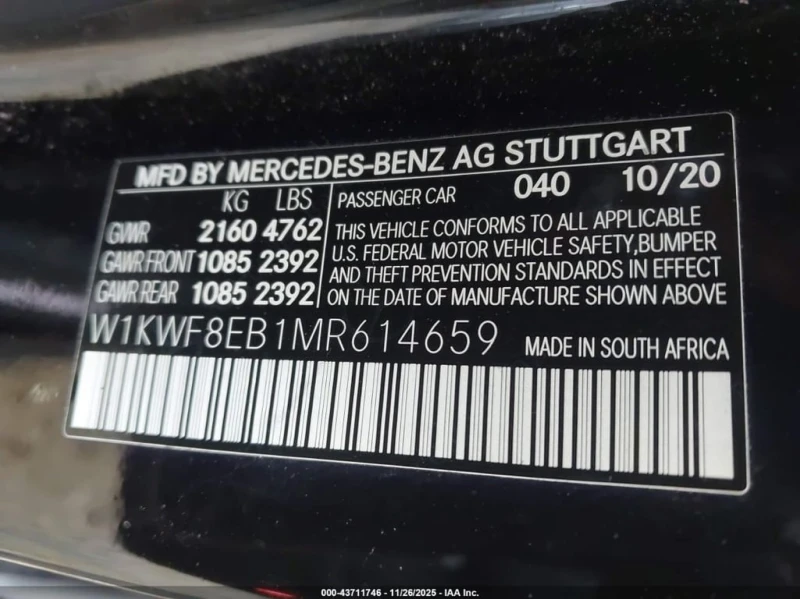 MFD BY MERCEDES-BENZ AG STUTTGART
KG LBS
GVWR 2160 4762
GAWR FRONT 1085 2392
GAWR REAR 1085 2392
PASSENGER CAR 040 10/20
THIS VEHICLE CONFORMS TO ALL APPLICABLE
U.S. FEDERAL MOTOR VEHICLE SAFETY,BUMPER
AND THEFT PREVENTION STANDARDS IN EFFECT
ON THE DATE OF MANUFACTURE SHOWN ABOVE
W1KWF8EB1MR614659 MADE IN SOUTH AFRICA
000-43711746 - 11/26/2025 - IAA Inc.